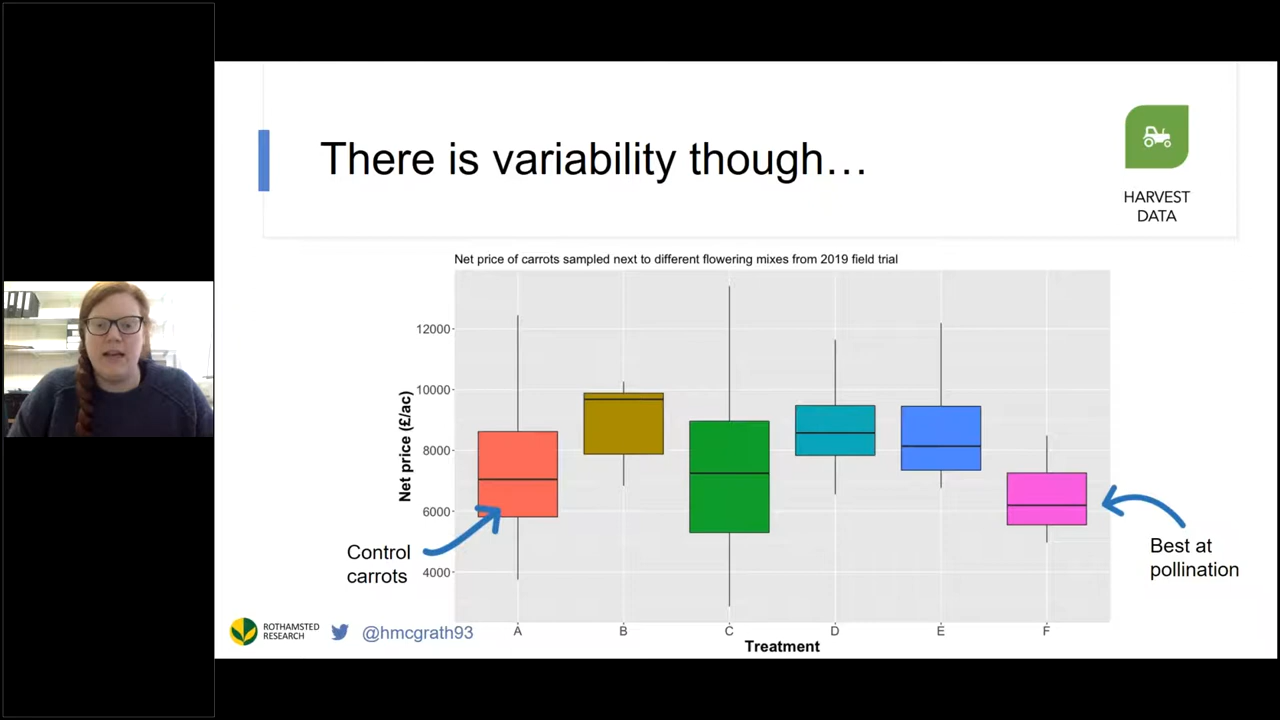 There is variability though…
HARVEST
DATA
Net price of carrots sampled next to different flowering mixes from 2019 field trial
Net price (£/ac)
12000
10000
8000
6000
4000
Control
carrots
Best at
pollination
A B C D E F
Treatment
ROTHAMSTED
RESEARCH
@hmcgrath93